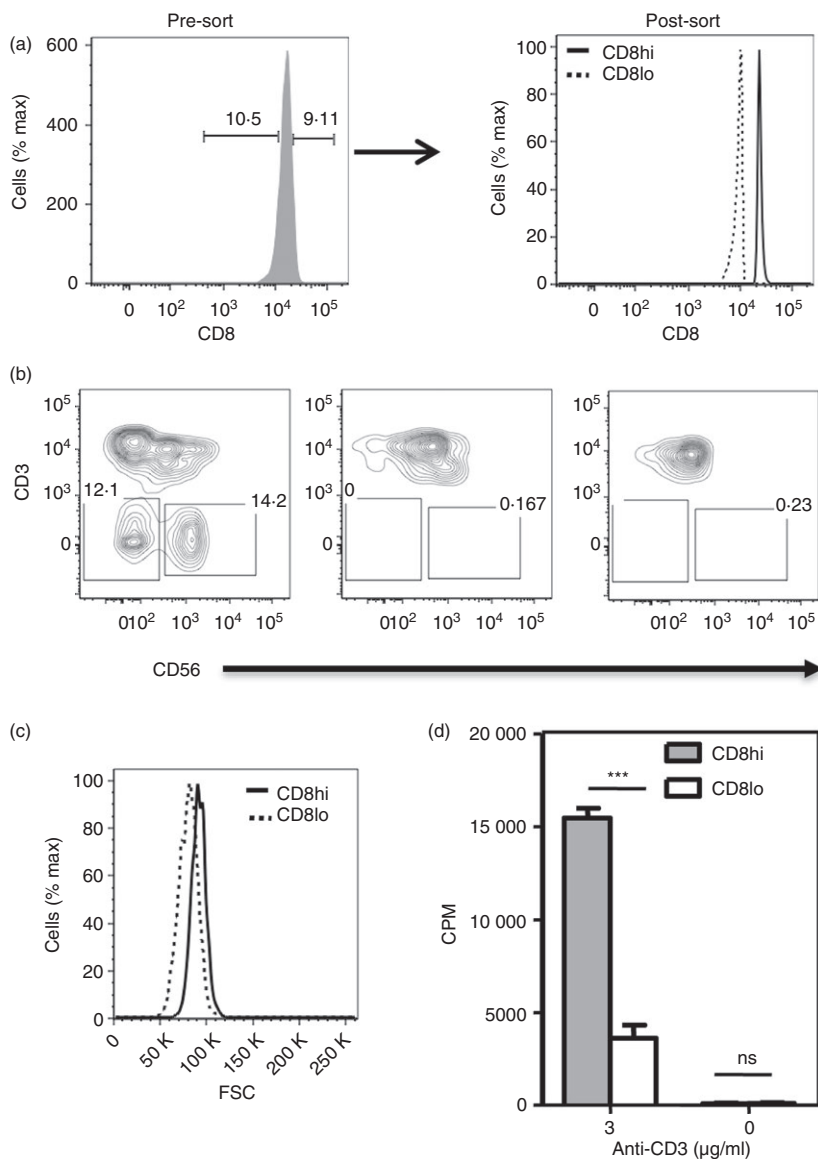 (a)
Pre-sort
600
400
200
0
Cells (% max)
10·5
9·11
0 10² 10³ 10⁴ 10⁵
CD8
Post-sort
100
80
60
40
20
0
Cells (% max)
CD8hi
CD8lo
0 10² 10³ 10⁴ 10⁵
CD8
(b)
CD3
10⁵
10⁴
10³
0
12·1
14·2
010² 10³ 10⁴ 10⁵
10⁵
10⁴
10³
0
0
0·167
010² 10³ 10⁴ 10⁵
10⁵
10⁴
10³
0
0·23
010² 10³ 10⁴ 10⁵
CD56
(c)
100
80
60
40
20
0
Cells (% max)
CD8hi
CD8lo
0 50 K 100 K 150 K 200 K 250 K
FSC
(d)
20 000
15 000
10 000
5000
0
CPM
CD8hi
CD8lo
***
ns
3 0
Anti-CD3 (µg/ml)